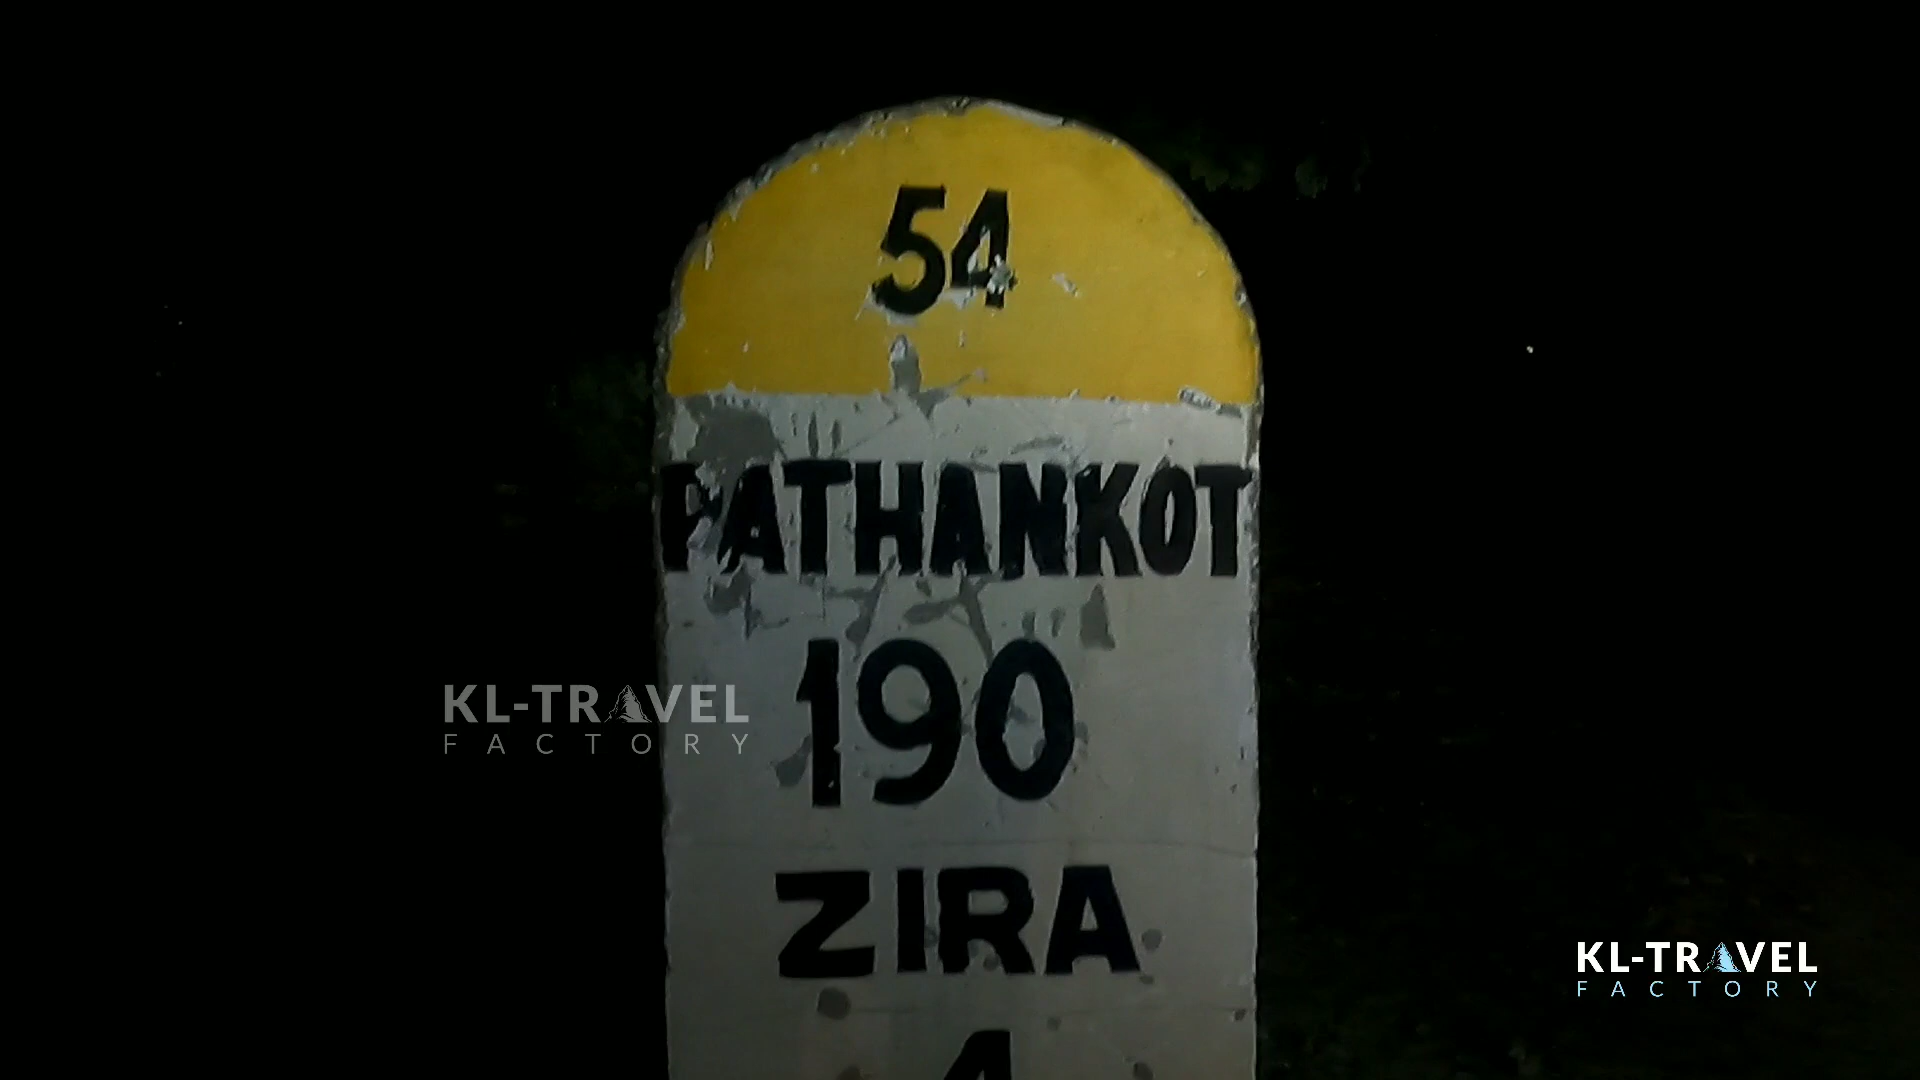 54
PATHANKOT
190
KL-TRAVEL
FACTORY
ZIRA
KL-TRAVEL
FACTORY